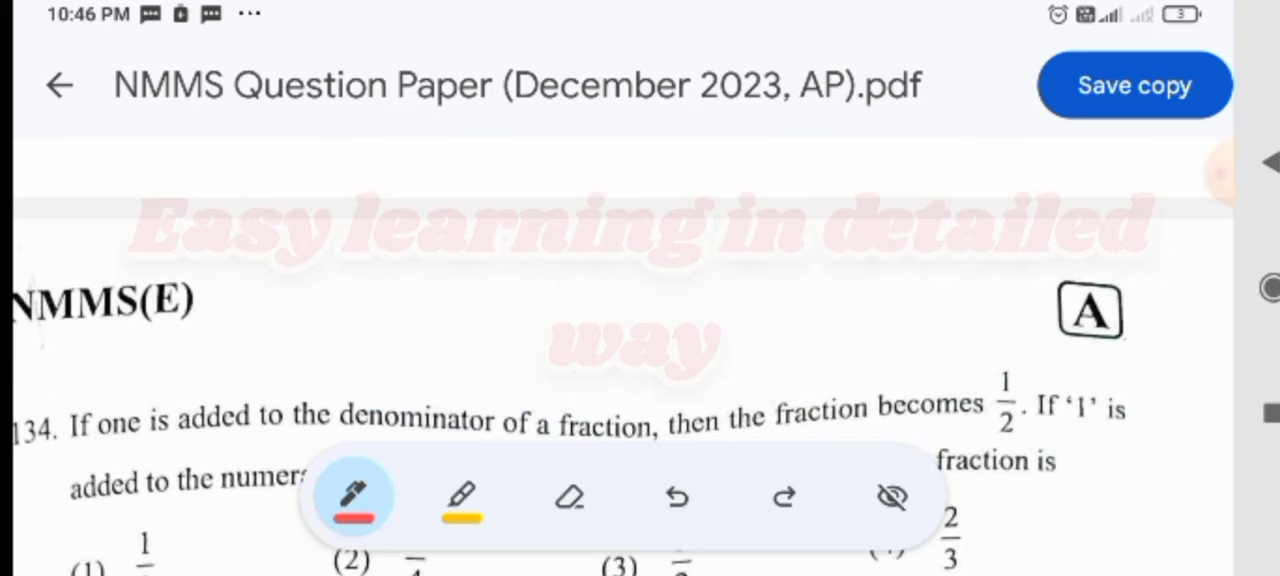 10:46 PM ...
3
NMMS Question Paper (December 2023, AP).pdf
Save copy
Easy learning in detailed
way
NMMS(E)
A
134. If one is added to the denominator of a fraction, then the fraction becomes 1/2. If '1' is
added to the numer fraction is
(1) 1 (2) (3) 2/3